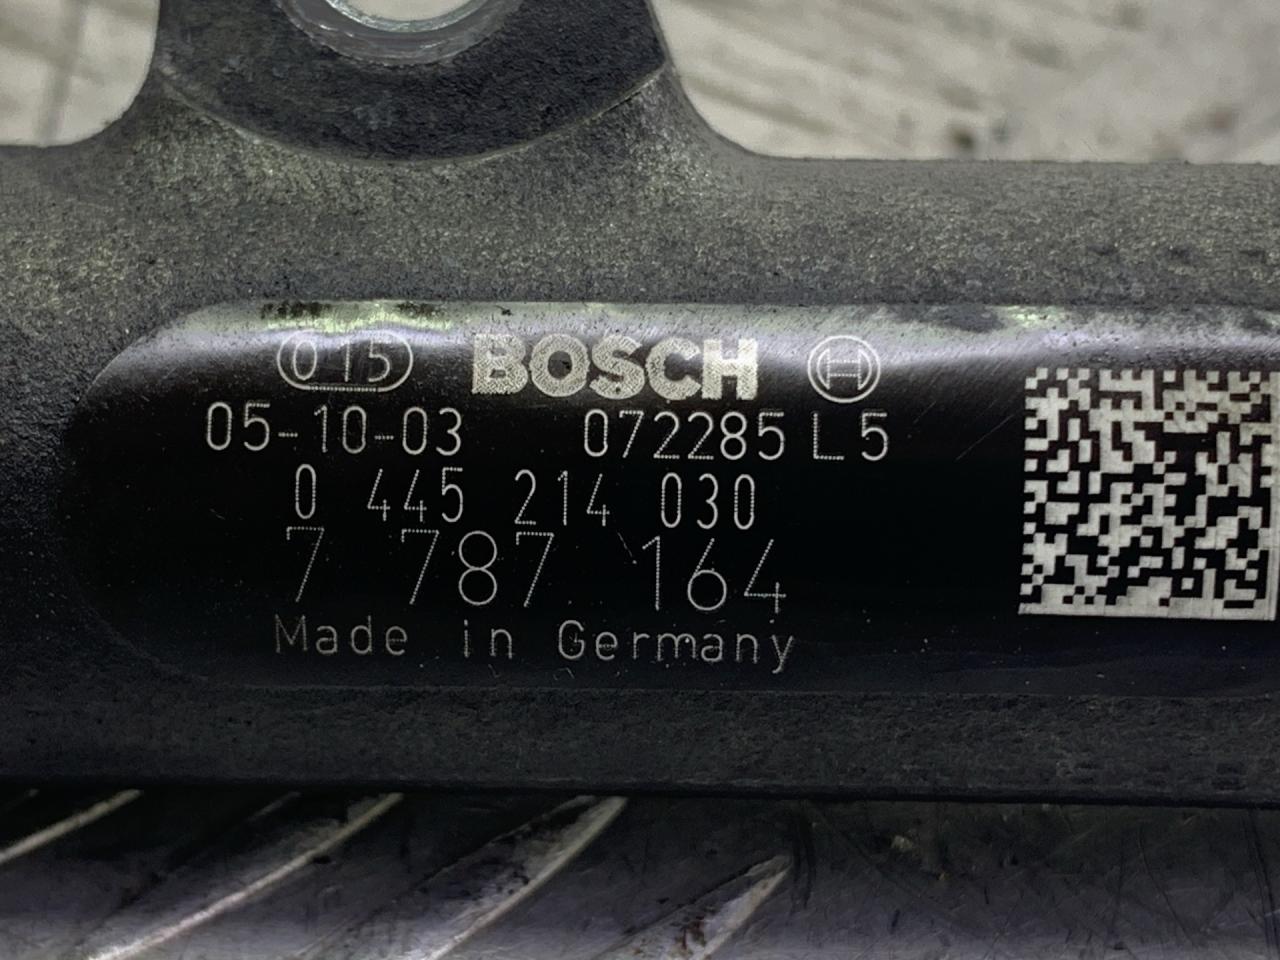 015 BOSCH
05-10-03 072285 L5
0 445 214 030
7 787 164
Made in Germany